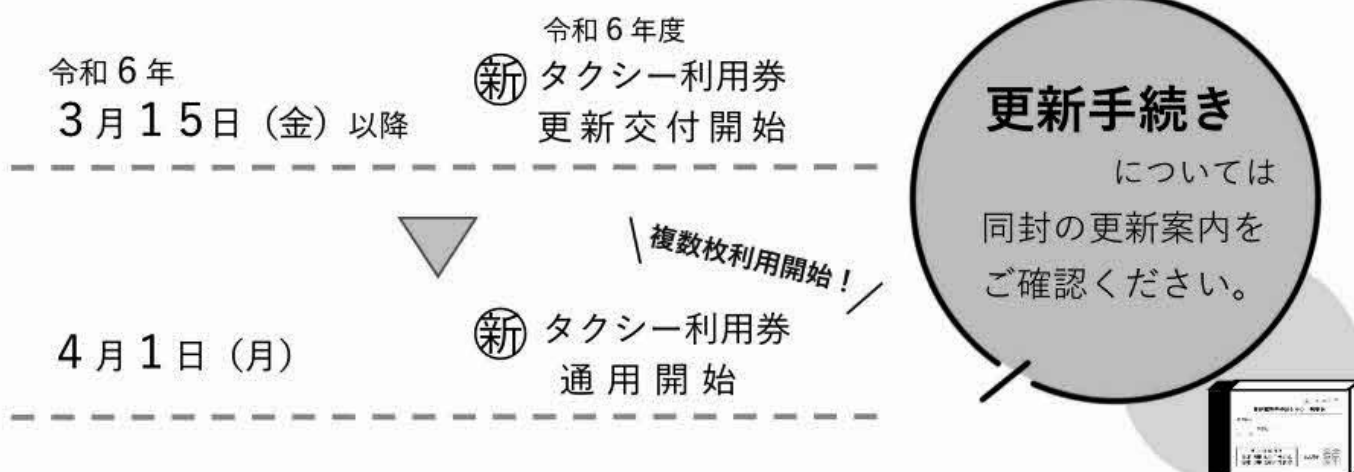 令和６年
３月１５日（金）以降
令和６年度
㊟新 タクシー利用券
更新交付開始
複数枚利用開始！
４月１日（月）
新 タクシー利用券
通用開始
更新手続き
については
同封の更新案内を
ご確認ください。